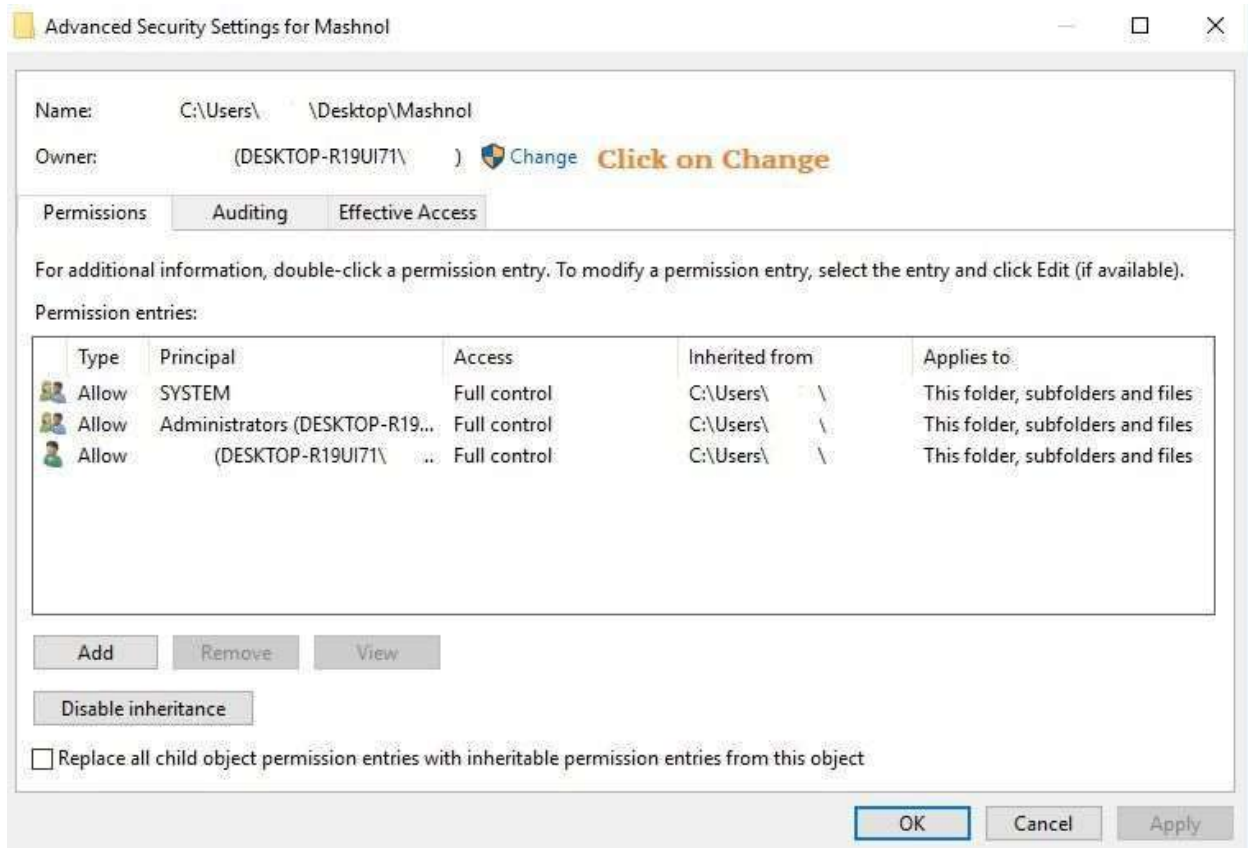 Advanced Security Settings for Mashnol
Name: C:\Users\ \Desktop\Mashnol
Owner: (DESKTOP-R19UI71\ ) Change Click on Change
Permissions Auditing Effective Access
For additional information, double-click a permission entry. To modify a permission entry, select the entry and click Edit (if available).
Permission entries:
Type Principal Access Inherited from Applies to
Allow SYSTEM Full control C:\Users\ \ This folder, subfolders and files
Allow Administrators (DESKTOP-R19... Full control C:\Users\ \ This folder, subfolders and files
Allow (DESKTOP-R19UI71\ .. Full control C:\Users\ \ This folder, subfolders and files
Add Remove View
Disable inheritance
Replace all child object permission entries with inheritable permission entries from this object
OK Cancel Apply